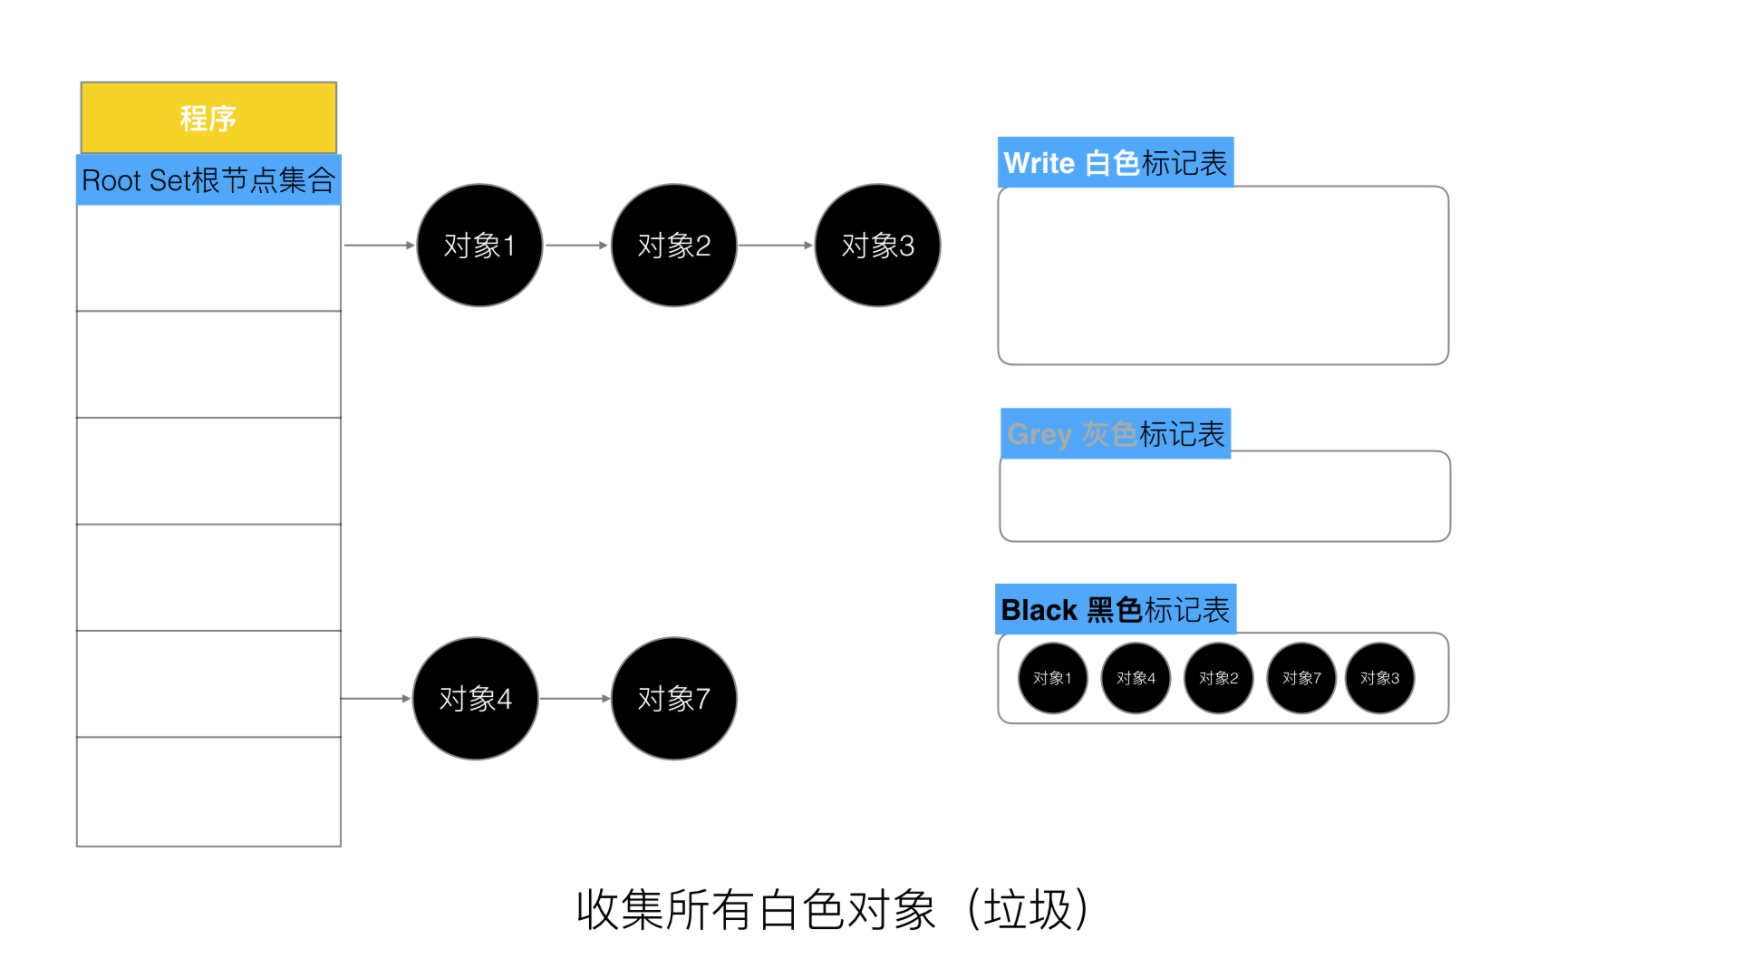 程序
Root Set根节点集合
对象1
对象2
对象3
对象4
对象7
Write 白色标记表
Grey 灰色标记表
Black 黑色标记表
对象1
对象4
对象2
对象7
对象3
收集所有白色对象（垃圾）